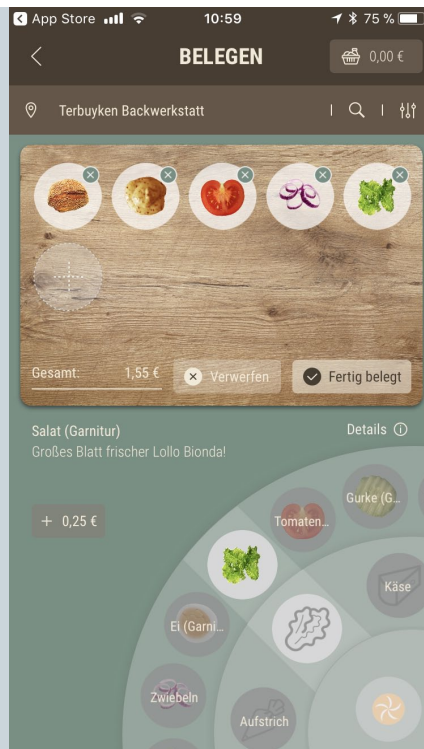 App Store 10:59 75 %
BELEGEN 0,00 €
Terbuyken Backwerkstatt
Gesamt: 1,55 € Verwerfen Fertig belegt
Salat (Garnitur) Details
Großes Blatt frischer Lollo Bionda!
+ 0,25 €
Gurke (G...
Tomaten...
Käse
Ei (Garni...
Zwiebeln
Aufstrich